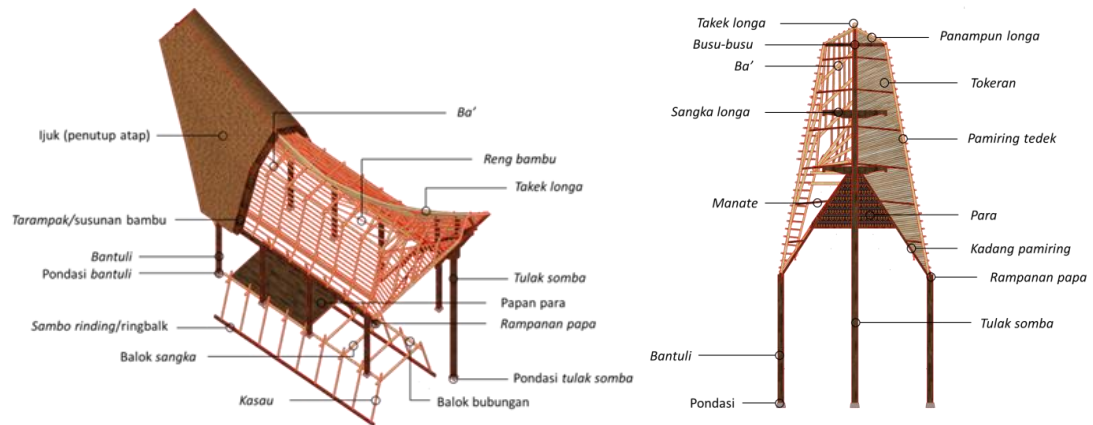 Ba’
Ijuk (penutup atap)
Reng bambu
Takek longa
Tarampak/susunan bambu
Bantuli
Pondasi bantuli
Tulak somba
Papan para
Sambo rinding/ringbalk
Rampanan papa
Balok sangka
Pondasi tulak somba
Kasau
Balok bubungan
Takek longa
Panampun longa
Busu-busu
Ba’
Tokeran
Sangka longa
Pamiring tedek
Manate
Para
Kadang pamiring
Rampanan papa
Tulak somba
Bantuli
Pondasi